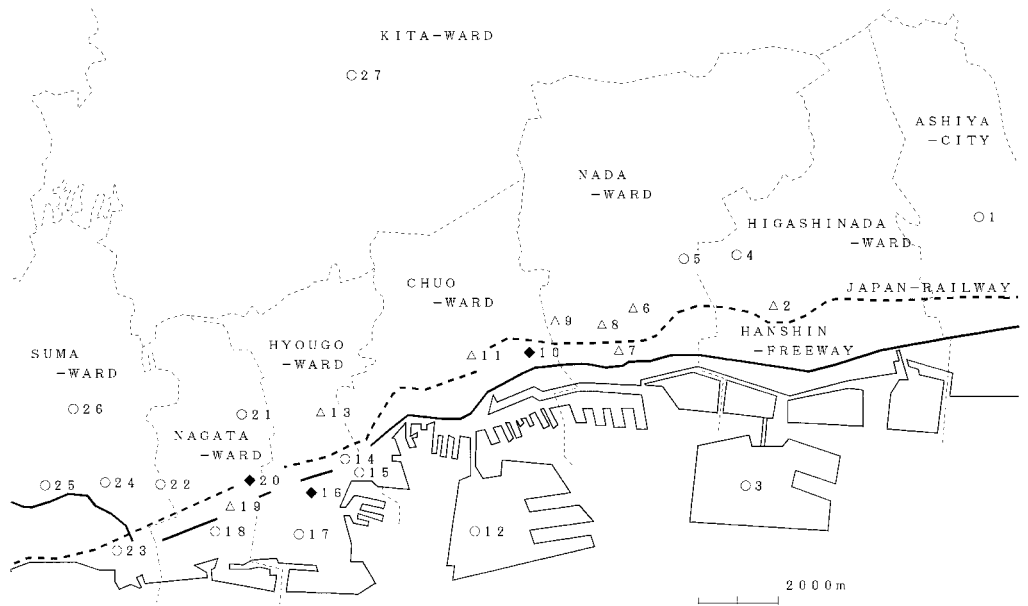 KITA-WARD
○27
ASHIYA
-CITY
NADA
-WARD
○1
HIGASHINADA
-WARD
○5
○4
CHUO
-WARD
JAPAN-RAILWAY
△6
△2
△9
△8
HANSHIN
-FREEWAY
HYOUGO
-WARD
SUMA
-WARD
△11
◆10
△7
○26
○21
△13
NAGATA
-WARD
○14
○15
○25
○24
○22
◆20
◆16
○3
△19
○18
○17
○12
○23
2000m